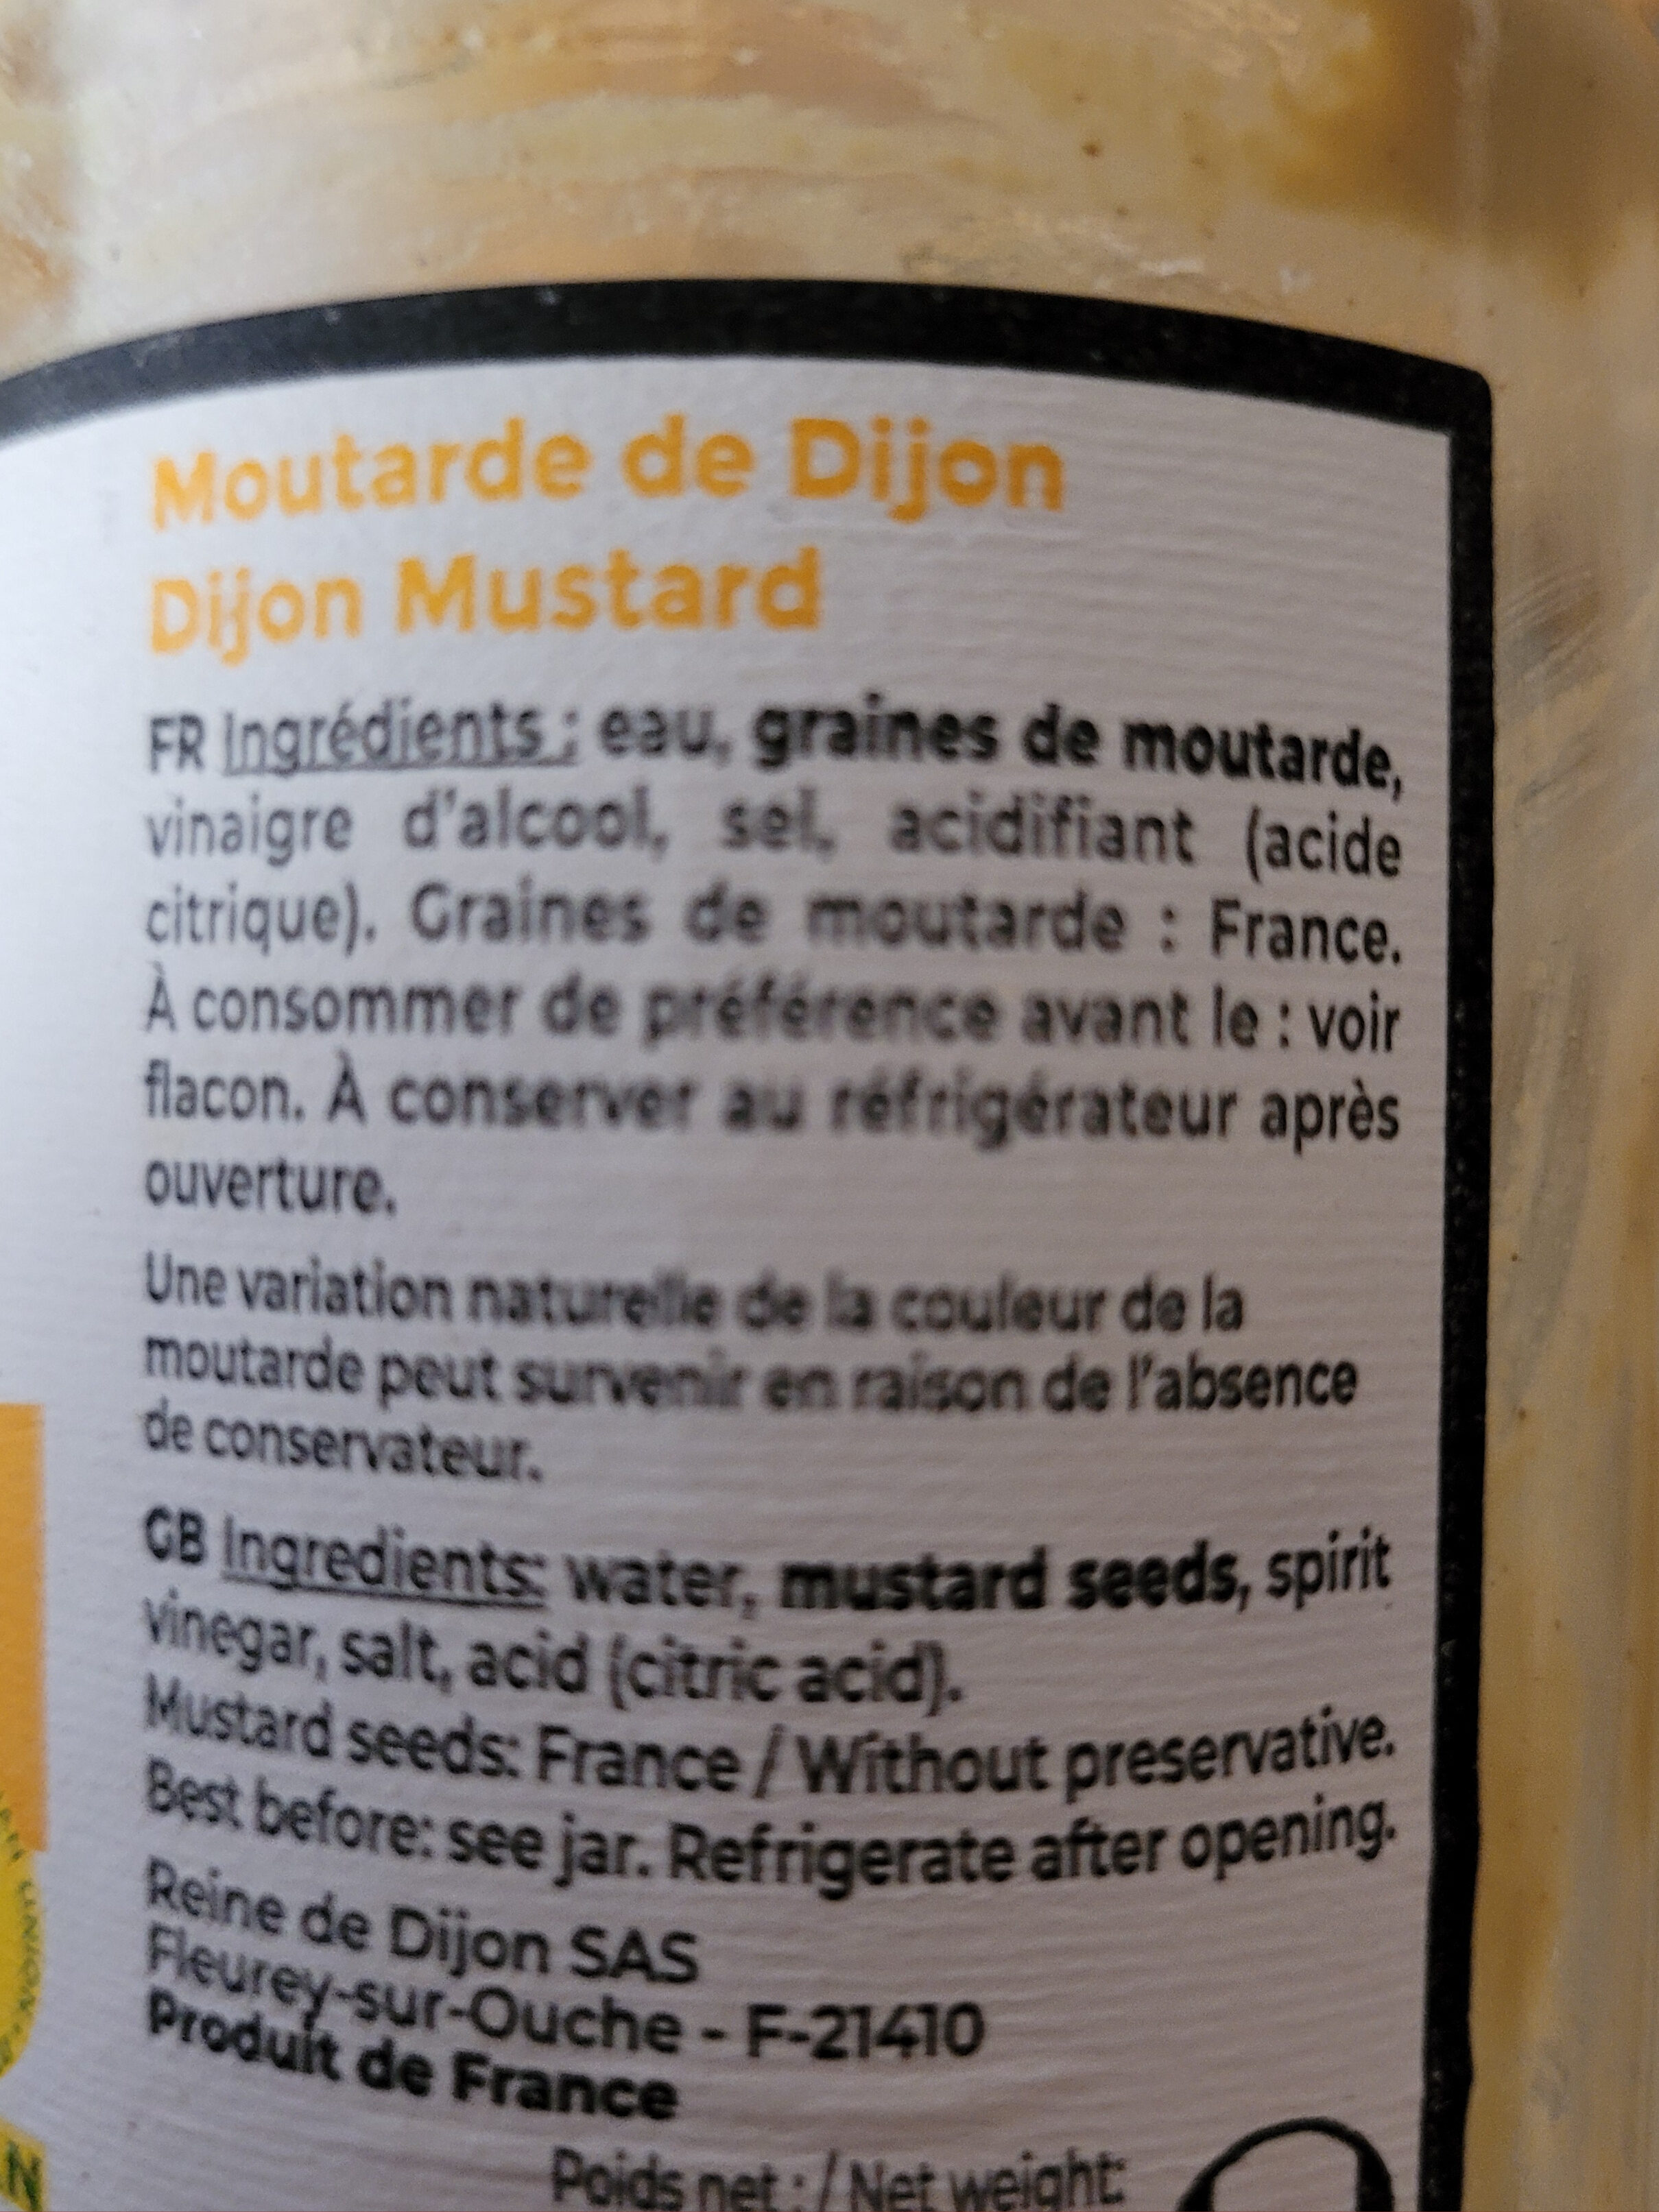 Moutarde de Dijon
Dijon Mustard
FR Ingrédients : eau, graines de moutarde,
vinaigre d'alcool, sel, acidifiant (acide
citrique). Graines de moutarde : France.
À consommer de préférence avant le : voir
flacon. À conserver au réfrigérateur après
ouverture.
Une variation naturelle de la couleur de la
moutarde peut survenir en raison de l'absence
de conservateur.
GB Ingredients: water, mustard seeds, spirit
vinegar, salt, acid (citric acid).
Mustard seeds: France / Without preservative.
Best before: see jar. Refrigerate after opening.
Reine de Dijon SAS
Fleurey-sur-Ouche - F-21410
Produit de France
Poids net : / Net weight: